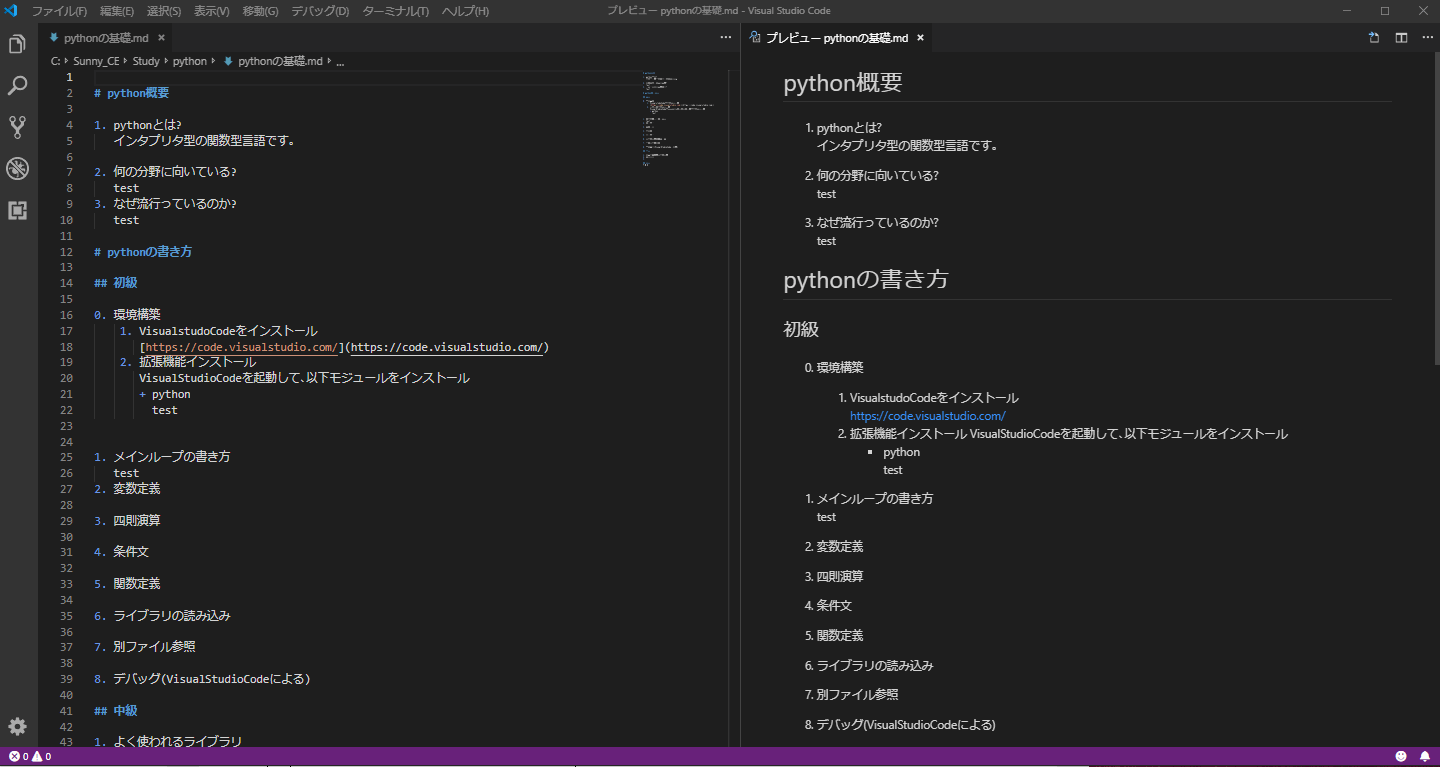 ファイル(F) 編集(E) 選択(S) 表示(V) 移動(G) デバッグ(D) ターミナル(T) ヘルプ(H) プレビュー pythonの基礎.md - Visual Studio Code
pythonの基礎.md
C: › Sunny_CE › Study › python › pythonの基礎.md › ...
1
2 # python概要
3
4 1. pythonとは?
5 インタプリタ型の関数型言語です。
6
7 2. 何の分野に向いている?
8 test
9 3. なぜ流行っているのか?
10 test
11
12 # pythonの書き方
13
14 ## 初級
15
16 0. 環境構築
17 1. VisualstudoCodeをインストール
18 [https://code.visualstudio.com/](https://code.visualstudio.com/)
19 2. 拡張機能インストール
20 VisualStudioCodeを起動して、以下モジュールをインストール
21 + python
22 test
23
24
25 1. メインループの書き方
26 test
27 2. 変数定義
28
29 3. 四則演算
30
31 4. 条件文
32
33 5. 関数定義
34
35 6. ライブラリの読み込み
36
37 7. 別ファイル参照
38
39 8. デバッグ(VisualStudioCodeによる)
40
41 ## 中級
42
43 1. よく使われるライブラリ
プレビュー pythonの基礎.md
python概要
1. pythonとは?
インタプリタ型の関数型言語です。
2. 何の分野に向いている?
test
3. なぜ流行っているのか?
test
pythonの書き方
初級
0. 環境構築
1. VisualstudoCodeをインストール
https://code.visualstudio.com/
2. 拡張機能インストール VisualStudioCodeを起動して、以下モジュールをインストール
▪ python
test
1. メインループの書き方
test
2. 変数定義
3. 四則演算
4. 条件文
5. 関数定義
6. ライブラリの読み込み
7. 別ファイル参照
8. デバッグ(VisualStudioCodeによる)
0 0